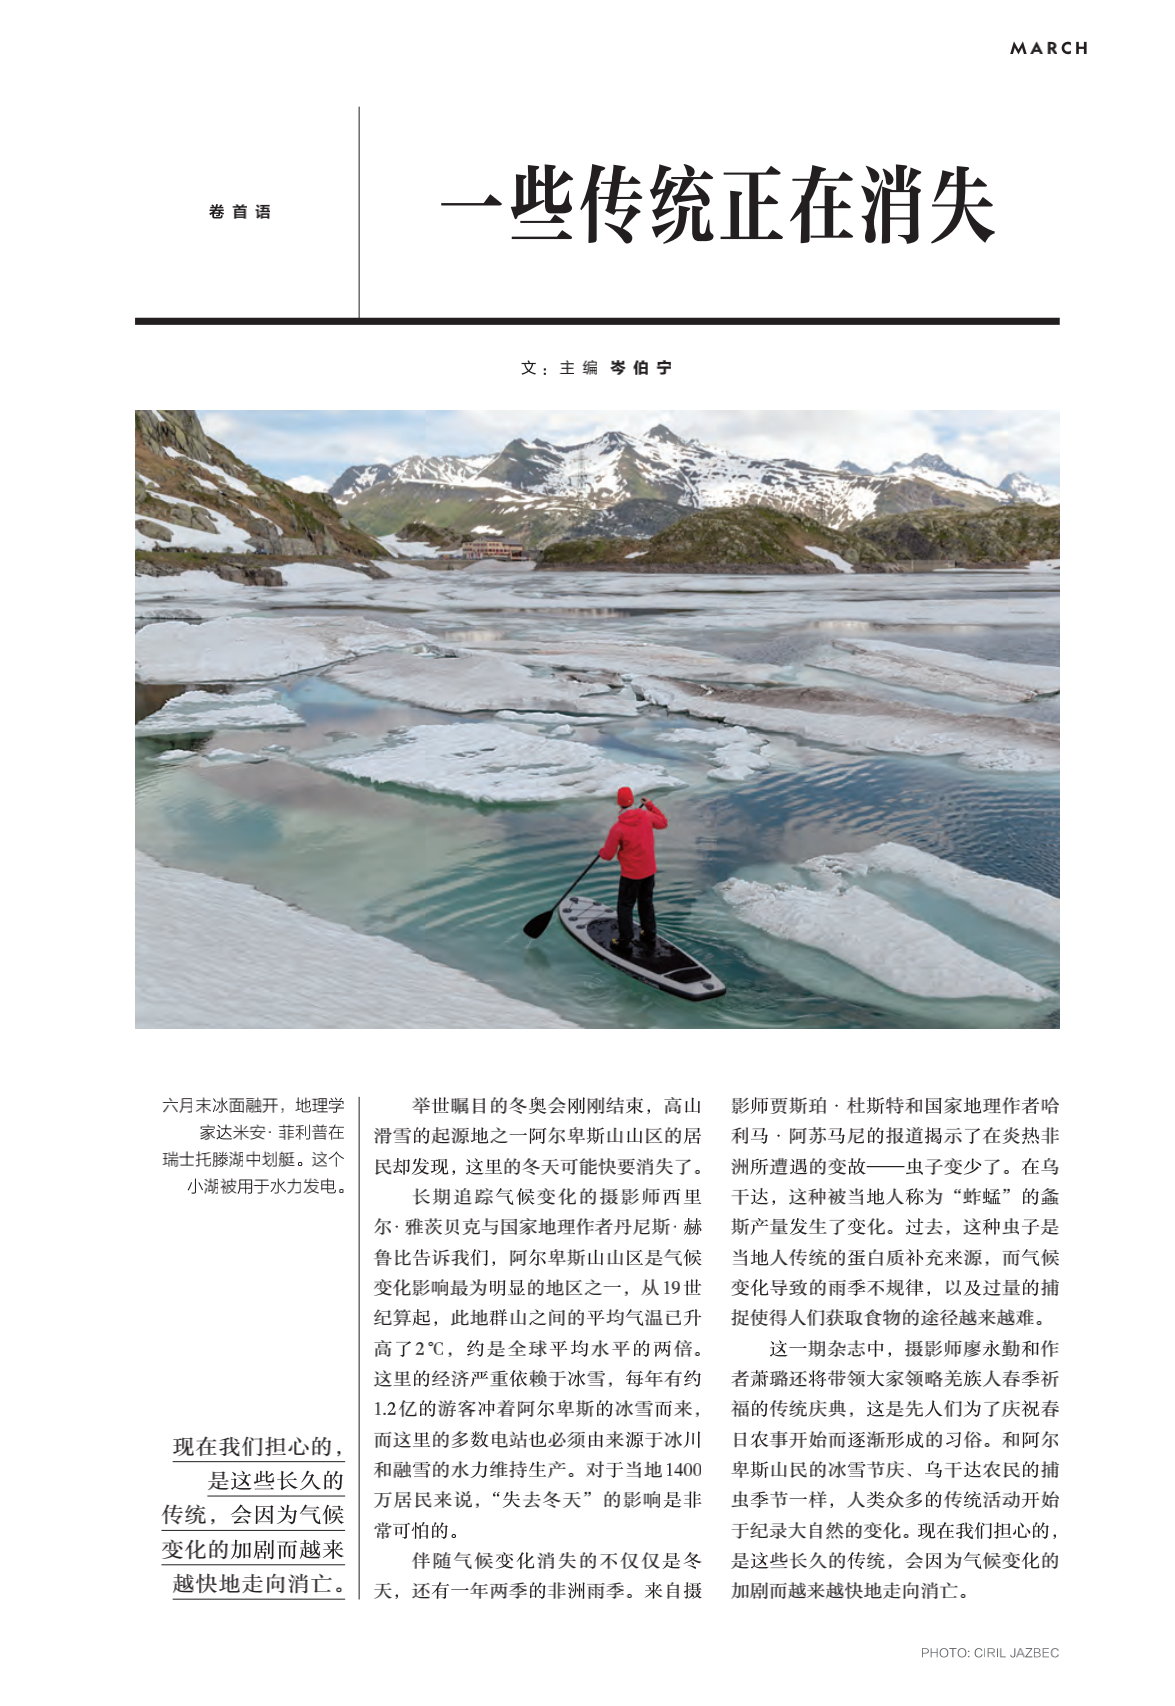 MARCH
卷首语
一些传统正在消失
文：主编 岑伯宁
六月末冰面融开，地理学
家达米安·菲利普在
瑞士托滕湖中划艇。这个
小湖被用于水力发电。
现在我们担心的，
是这些长久的
传统，会因为气候
变化的加剧而越来
越快地走向消亡。
举世瞩目的冬奥会刚刚结束，高山
滑雪的起源地之一阿尔卑斯山山区的居
民却发现，这里的冬天可能快要消失了。
长期追踪气候变化的摄影师西里
尔·雅茨贝克与国家地理作者丹尼斯·赫
鲁比告诉我们，阿尔卑斯山山区是气候
变化影响最为明显的地区之一，从19世
纪算起，此地群山之间的平均气温已升
高了2℃，约是全球平均水平的两倍。
这里的经济严重依赖于冰雪，每年有约
1.2亿的游客冲着阿尔卑斯的冰雪而来，
而这里的多数电站也必须由来源于冰川
和融雪的水力维持生产。对于当地1400
万居民来说，“失去冬天”的影响是非
常可怕的。
伴随气候变化消失的不仅仅是冬
天，还有一年两季的非洲雨季。来自摄
影师贾斯珀·杜斯特和国家地理作者哈
利马·阿苏马尼的报道揭示了在炎热非
洲所遭遇的变故——虫子变少了。在乌
干达，这种被当地人称为“蚱蜢”的螽
斯产量发生了变化。过去，这种虫子是
当地人传统的蛋白质补充来源，而气候
变化导致的雨季不规律，以及过量的捕
捉使得人们获取食物的途径越来越难。
这一期杂志中，摄影师廖永勤和作
者萧璐还将带领大家领略羌族人春季祈
福的传统庆典，这是先人们为了庆祝春
日农事开始而逐渐形成的习俗。和阿尔
卑斯山民的冰雪节庆、乌干达农民的捕
虫季节一样，人类众多的传统活动开始
于纪录大自然的变化。现在我们担心的，
是这些长久的传统，会因为气候变化的
加剧而越来越快地走向消亡。
PHOTO: CIRIL JAZBEC